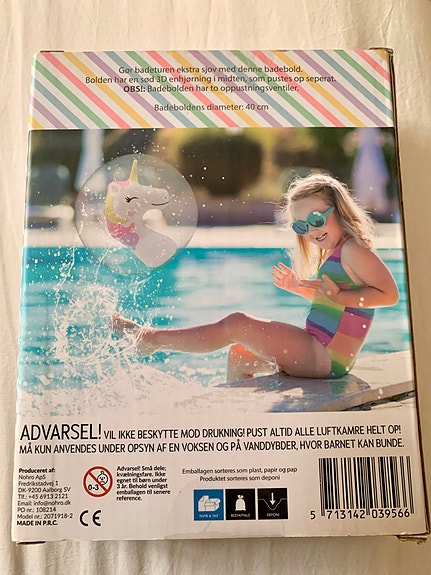 Gør badeturen ekstra sjov med denne badebold.
Bolden har en sød 3D enhjørning i midten, som pustes op seperat.
OBS!: Badebolden har to oppustningsventiler.
Badeboldens diameter: 40 cm
ADVARSEL! VIL IKKE BESKYTTE MOD DRUKNING! PUST ALTID ALLE LUFTKAMRE HELT OP!
MÅ KUN ANVENDES UNDER OPSYN AF EN VOKSEN OG PÅ VANDDYBDER, HVOR BARNET KAN BUNDE.
Produceret af:
Nohro ApS
Fredrikstadvej 1
DK-9200 Aalborg SV
Tlf.: +45 6913 2121
Email: info@nohro.dk
PO nr.: 108214
Model nr.: 2071918-2
MADE IN P.R.C.
CE
0-3
Advarsel! Små dele;
kvælningsfare. Ikke
egnet til børn under
3 år. Behold venligst
emballagen til senere
reference.
Emballagen sorteres som plast, papir og pap
Produktet sorteres som deponi
PAPIR & PAP
RESTAFFALD
DEPONI
5 713142 039566